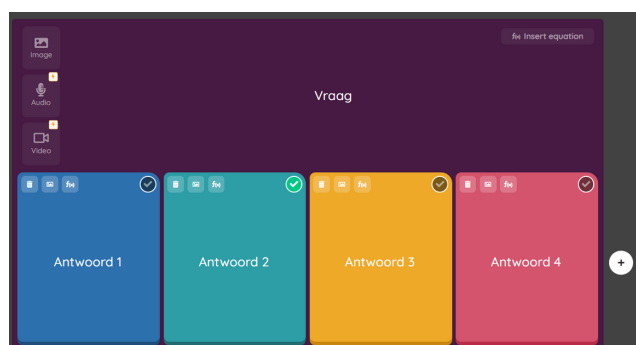 Image
Audio
Video
f(x) Insert equation
Vraag
f(x)
f(x)
f(x)
f(x)
Antwoord 1
Antwoord 2
Antwoord 3
Antwoord 4
+